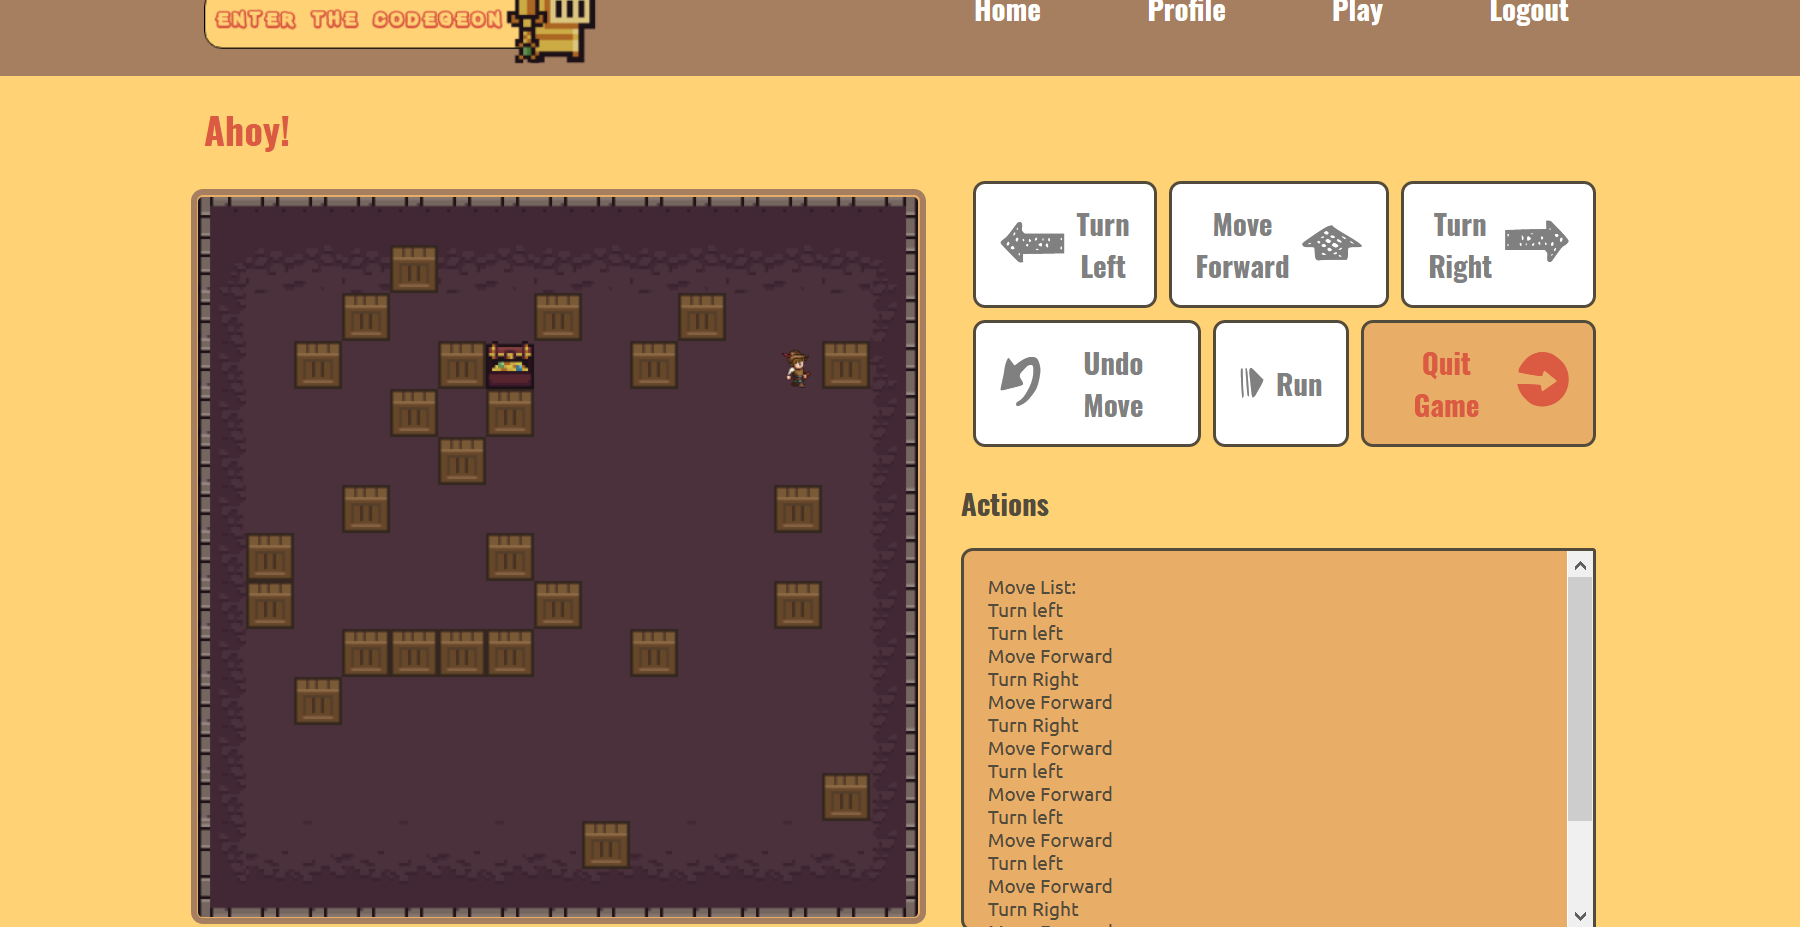 ENTER THE CODEGEON
Home Profile Play Logout
Ahoy!
Turn Left
Move Forward
Turn Right
Undo Move
Run
Quit Game
Actions
Move List:
Turn left
Turn left
Move Forward
Turn Right
Move Forward
Turn Right
Move Forward
Turn left
Move Forward
Turn left
Move Forward
Turn left
Move Forward
Turn Right